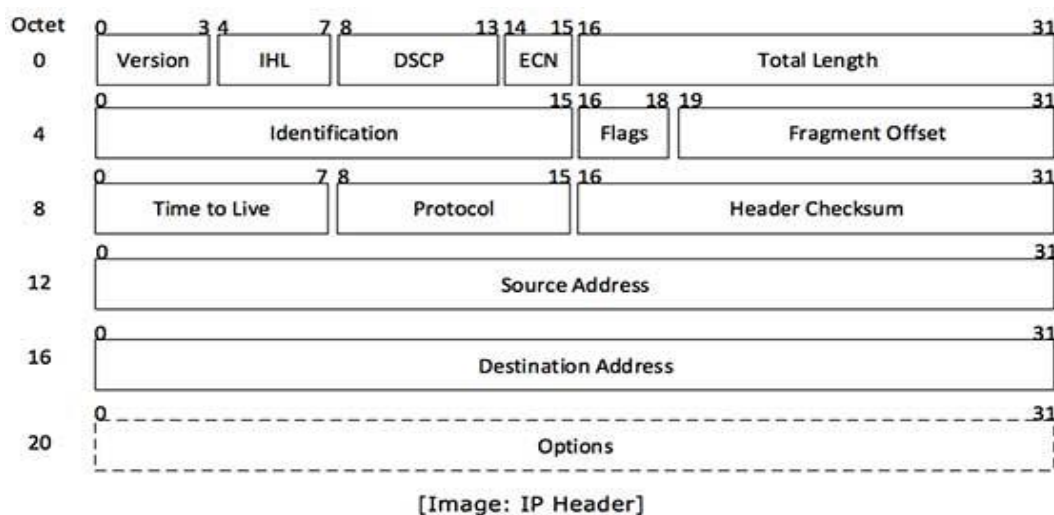 Octet
0 3 4 7 8 13 14 15 16 31
0 Version IHL DSCP ECN Total Length
0 15 16 18 19 31
4 Identification Flags Fragment Offset
0 7 8 15 16 31
8 Time to Live Protocol Header Checksum
0 31
12 Source Address
0 31
16 Destination Address
0 31
20 Options
[Image: IP Header]